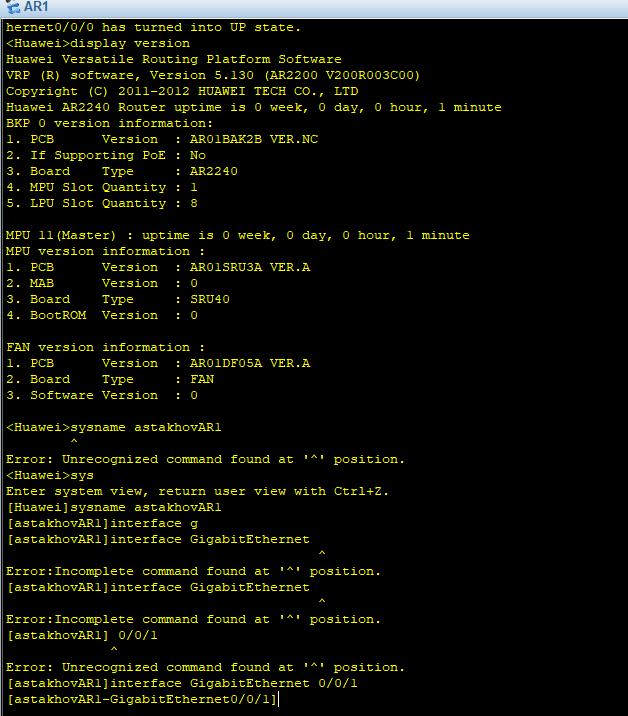 AR1
hernet0/0/0 has turned into UP state.
<Huawei>display version
Huawei Versatile Routing Platform Software
VRP (R) software, Version 5.130 (AR2200 V200R003C00)
Copyright (C) 2011-2012 HUAWEI TECH CO., LTD
Huawei AR2240 Router uptime is 0 week, 0 day, 0 hour, 1 minute
BKP 0 version information:
1. PCB      Version  : AR01BAK2B VER.NC
2. If Supporting PoE : No
3. Board    Type     : AR2240
4. MPU Slot Quantity : 1
5. LPU Slot Quantity : 8

MPU 11(Master) : uptime is 0 week, 0 day, 0 hour, 1 minute
MPU version information :
1. PCB      Version  : AR01SRU3A VER.A
2. MAB      Version  : 0
3. Board    Type     : SRU40
4. BootROM  Version  : 0

FAN version information :
1. PCB      Version  : AR01DF05A VER.A
2. Board    Type     : FAN
3. Software Version  : 0

<Huawei>sysname astakhovAR1
        ^
Error: Unrecognized command found at '^' position.
<Huawei>sys
Enter system view, return user view with Ctrl+Z.
[Huawei]sysname astakhovAR1
[astakhovAR1]interface g
[astakhovAR1]interface GigabitEthernet
                                       ^
Error:Incomplete command found at '^' position.
[astakhovAR1]interface GigabitEthernet
                                       ^
Error:Incomplete command found at '^' position.
[astakhovAR1] 0/0/1
             ^
Error: Unrecognized command found at '^' position.
[astakhovAR1]interface GigabitEthernet 0/0/1
[astakhovAR1-GigabitEthernet0/0/1]